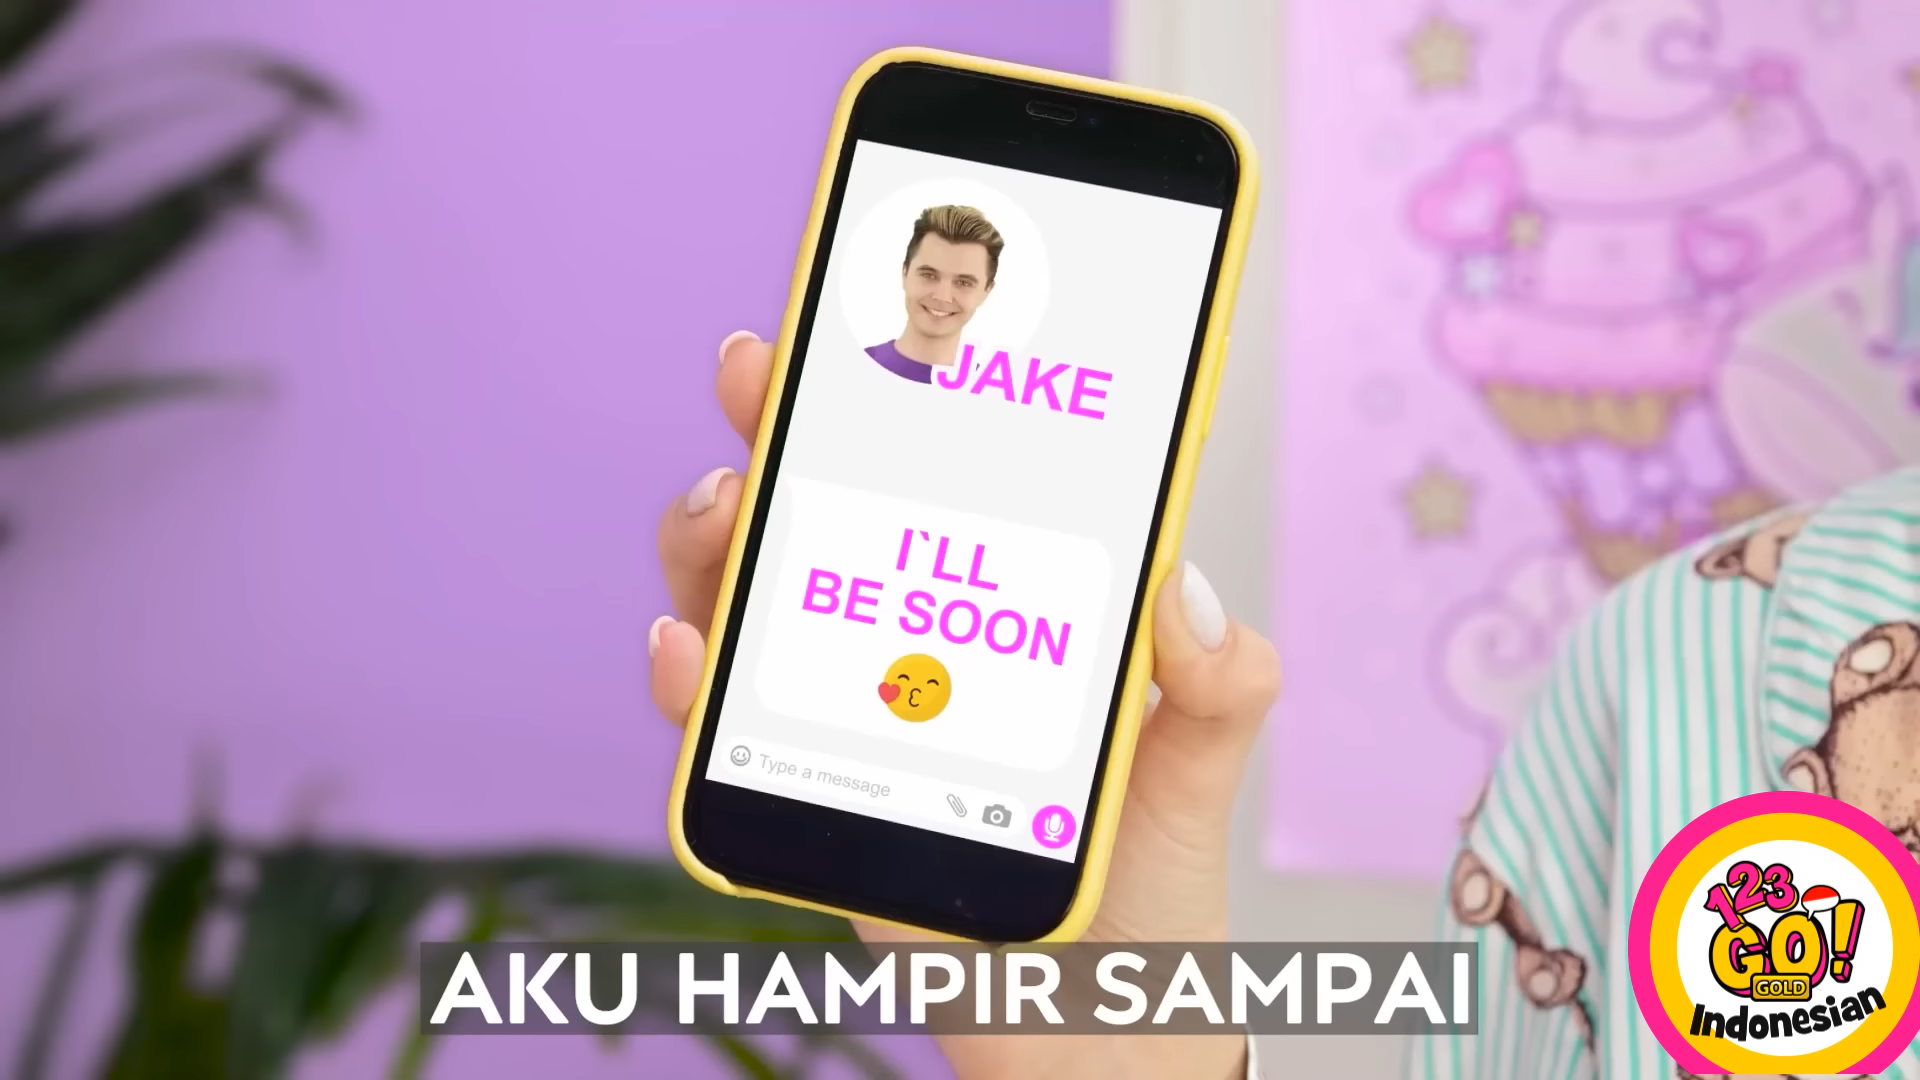 JAKE
I`LL
BE SOON
Type a message
AKU HAMPIR SAMPAI
123
GO!
GOLD
Indonesian